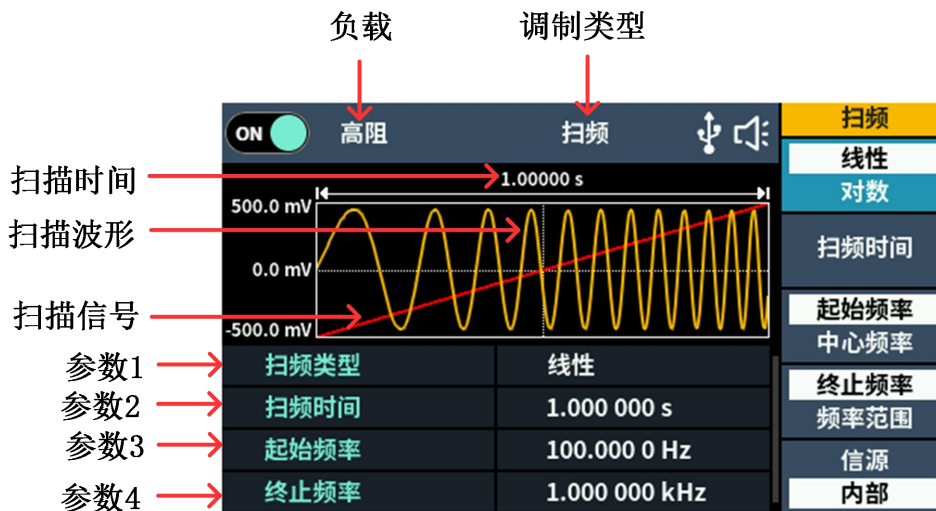 负载
调制类型
ON
高阻
扫频
扫频
扫描时间
1.00000 s
线性
对数
500.0 mV
扫描波形
扫频时间
0.0 mV
扫描信号
-500.0 mV
起始频率
中心频率
参数1
扫频类型
线性
终止频率
频率范围
参数2
扫频时间
1.000 000 s
参数3
起始频率
100.000 0 Hz
信源
内部
参数4
终止频率
1.000 000 kHz